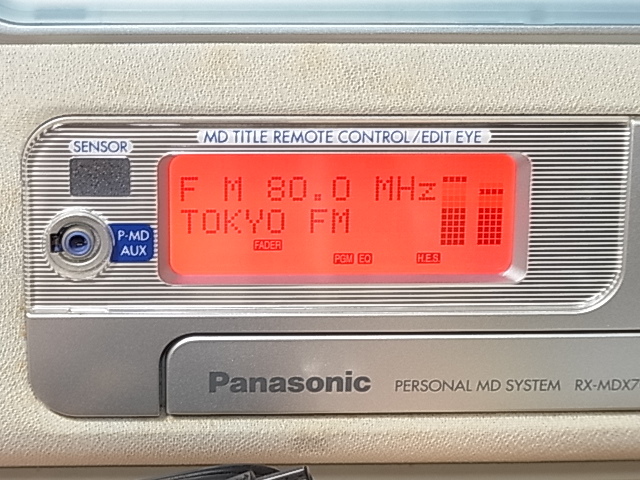 MD TITLE REMOTE CONTROL/EDIT EYE
SENSOR
F M 80.0 MHz
TOKYO FM
P-MD
AUX
FADER
PGM EQ H.E.S.
Panasonic PERSONAL MD SYSTEM RX-MDX7